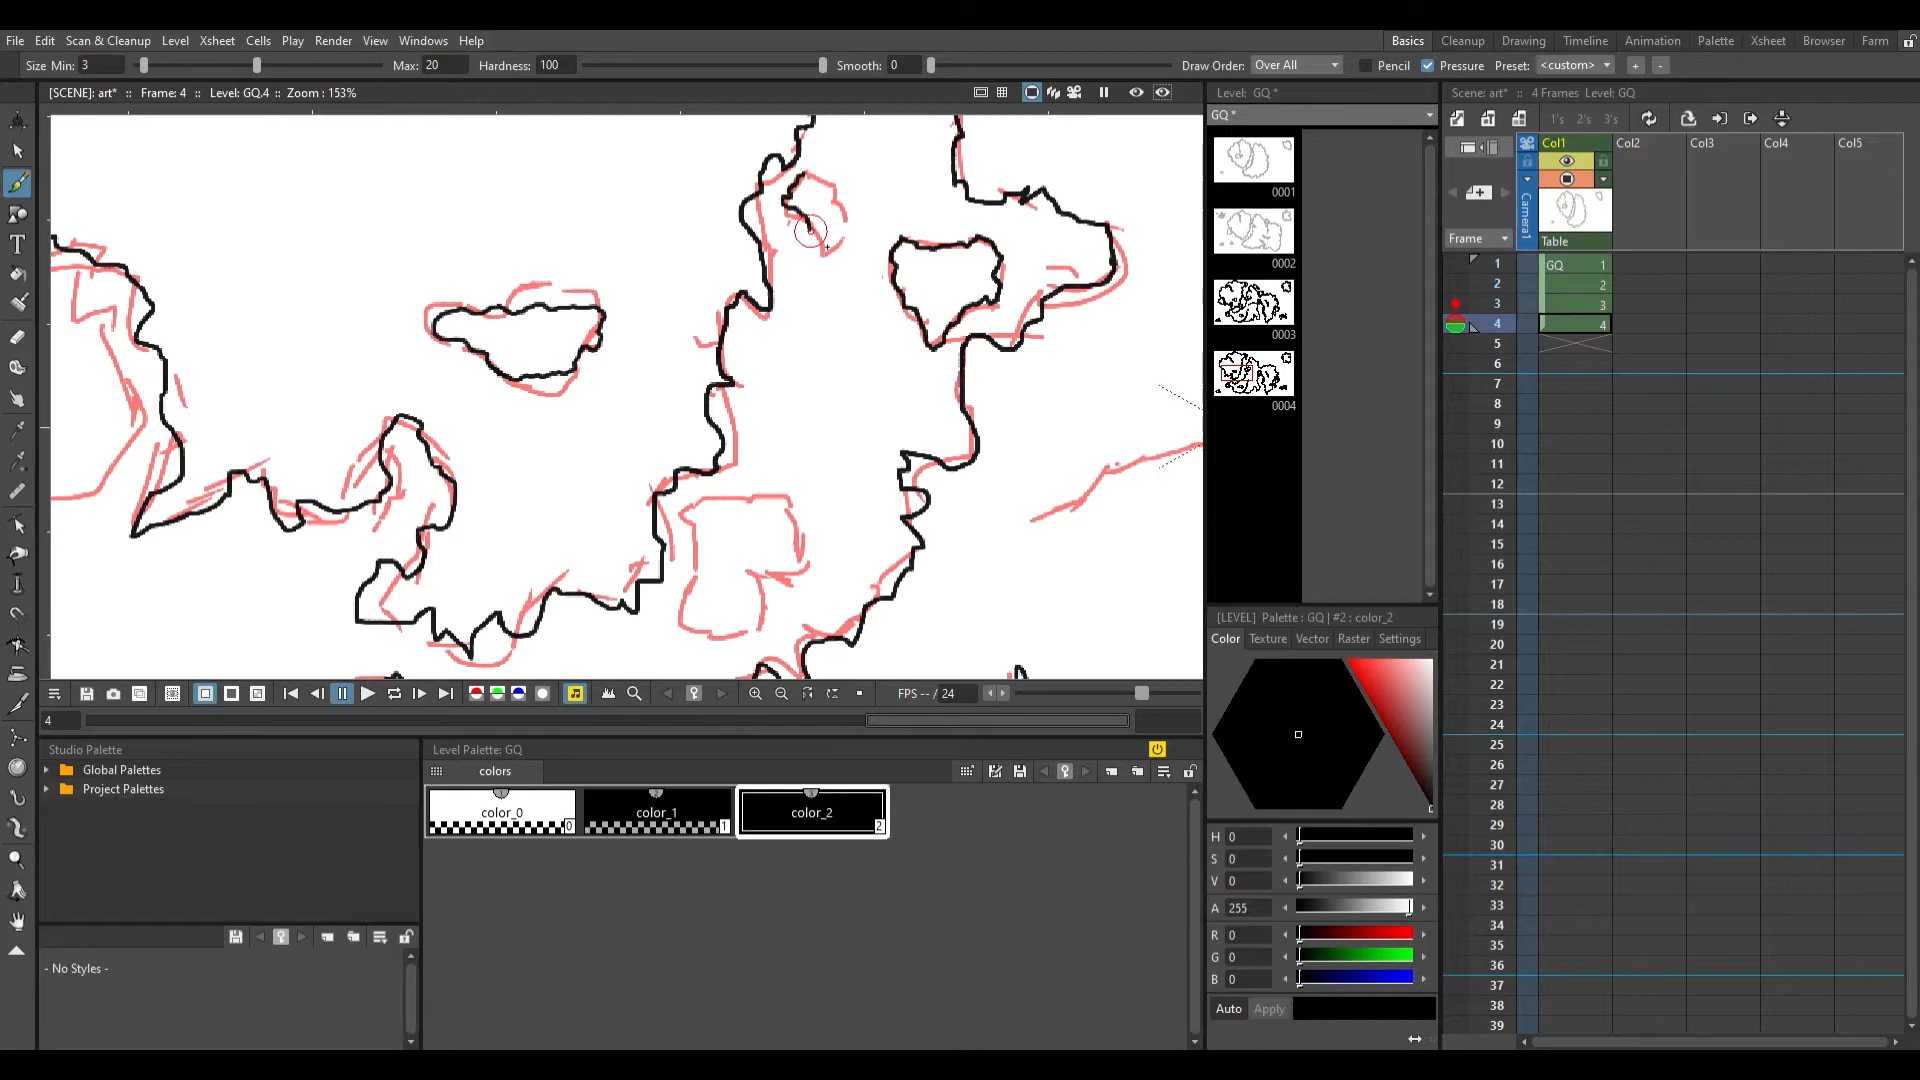 File Edit Scan & Cleanup Level Xsheet Cells Play Render View Windows Help Basics Cleanup Drawing Timeline Animation Palette Xsheet Browser Farm
Size Min: 3 Max: 20 Hardness: 100 Smooth: 0 Draw Order: Over All Pencil Pressure Preset: <custom> + -
[SCENE]: art* :: Frame: 4 :: Level: GQ.4 :: Zoom : 153%
Level: GQ *
Scene: art* :: 4 Frames Level: GQ
GQ *
1's 2's 3's
Col1 Col2 Col3 Col4 Col5
0001
0002
0003
0004
Camera1
Frame
Table
1 GQ 1
2 2
3 3
4 4
5
6
7
8
9
10
11
12
13
14
15
16
17
18
19
20
21
22
23
24
25
26
27
28
29
30
31
32
33
34
35
36
37
38
39
[LEVEL] Palette : GQ | #2 : color_2
Color Texture Vector Raster Settings
FPS -- / 24
4
Studio Palette
Global Palettes
Project Palettes
- No Styles -
Level Palette: GQ
colors
1 color_0 0
2 color_1 1
color_2 2
H 0
S 0
V 0
A 255
R 0
G 0
B 0
Auto Apply